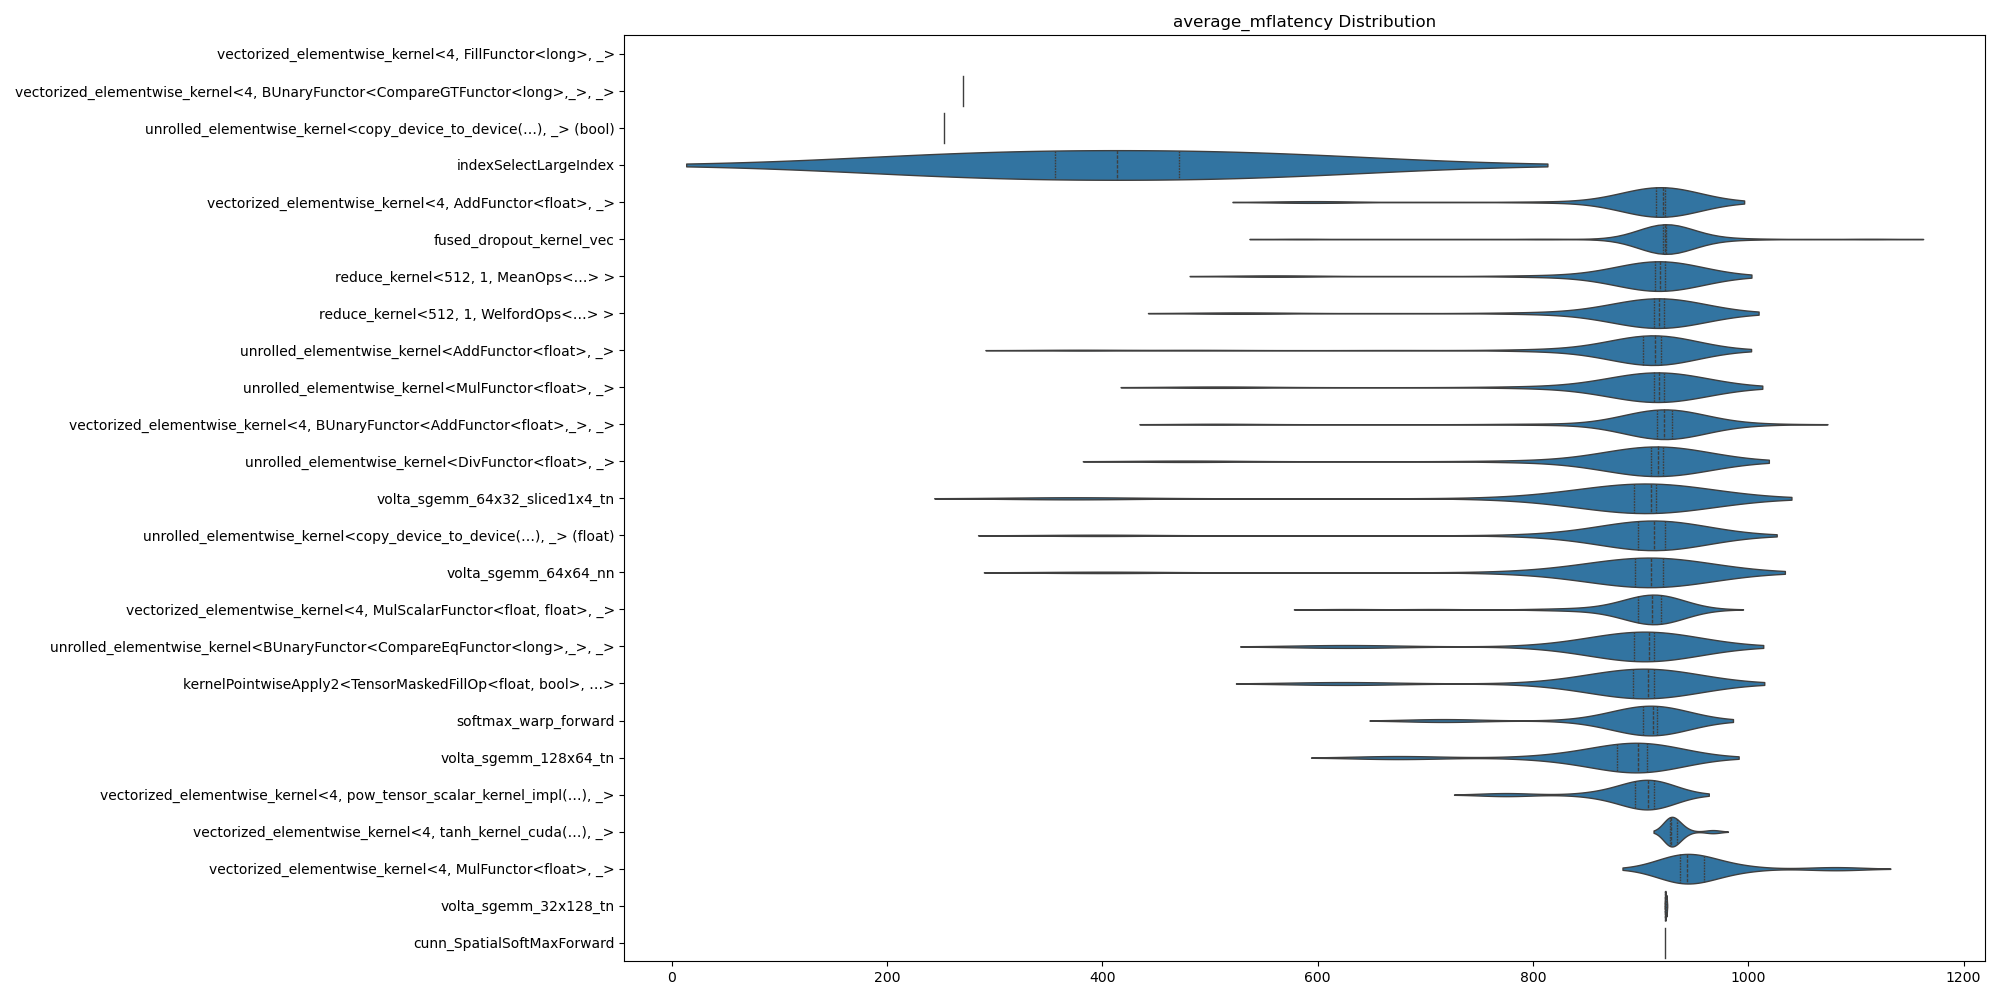 average_mflatency Distribution
vectorized_elementwise_kernel<4, FillFunctor<long>, _>
vectorized_elementwise_kernel<4, BUnaryFunctor<CompareGTFunctor<long>,_>, _>
unrolled_elementwise_kernel<copy_device_to_device(...), _> (bool)
indexSelectLargeIndex
vectorized_elementwise_kernel<4, AddFunctor<float>, _>
fused_dropout_kernel_vec
reduce_kernel<512, 1, MeanOps<...> >
reduce_kernel<512, 1, WelfordOps<...> >
unrolled_elementwise_kernel<AddFunctor<float>, _>
unrolled_elementwise_kernel<MulFunctor<float>, _>
vectorized_elementwise_kernel<4, BUnaryFunctor<AddFunctor<float>,_>, _>
unrolled_elementwise_kernel<DivFunctor<float>, _>
volta_sgemm_64x32_sliced1x4_tn
unrolled_elementwise_kernel<copy_device_to_device(...), _> (float)
volta_sgemm_64x64_nn
vectorized_elementwise_kernel<4, MulScalarFunctor<float, float>, _>
unrolled_elementwise_kernel<BUnaryFunctor<CompareEqFunctor<long>,_>, _>
kernelPointwiseApply2<TensorMaskedFillOp<float, bool>, ...>
softmax_warp_forward
volta_sgemm_128x64_tn
vectorized_elementwise_kernel<4, pow_tensor_scalar_kernel_impl(...), _>
vectorized_elementwise_kernel<4, tanh_kernel_cuda(...), _>
vectorized_elementwise_kernel<4, MulFunctor<float>, _>
volta_sgemm_32x128_tn
cunn_SpatialSoftMaxForward
0 200 400 600 800 1000 1200